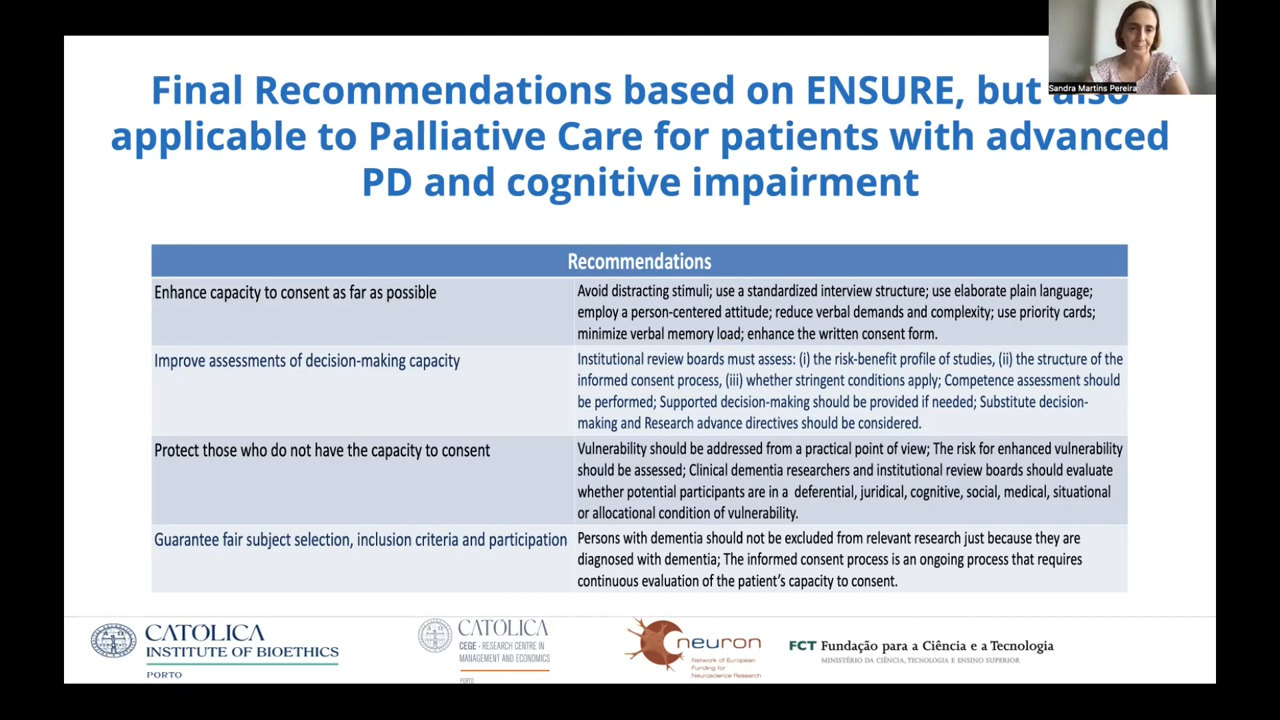 Sandra Martins Pereira
Final Recommendations based on ENSURE, but also
applicable to Palliative Care for patients with advanced
PD and cognitive impairment
Recommendations
Enhance capacity to consent as far as possible
Avoid distracting stimuli; use a standardized interview structure; use elaborate plain language;
employ a person-centered attitude; reduce verbal demands and complexity; use priority cards;
minimize verbal memory load; enhance the written consent form.
Improve assessments of decision-making capacity
Institutional review boards must assess: (i) the risk-benefit profile of studies, (ii) the structure of the
informed consent process, (iii) whether stringent conditions apply; Competence assessment should
be performed; Supported decision-making should be provided if needed; Substitute decision-
making and Research advance directives should be considered.
Protect those who do not have the capacity to consent
Vulnerability should be addressed from a practical point of view; The risk for enhanced vulnerability
should be assessed; Clinical dementia researchers and institutional review boards should evaluate
whether potential participants are in a deferential, juridical, cognitive, social, medical, situational
or allocational condition of vulnerability.
Guarantee fair subject selection, inclusion criteria and participation
Persons with dementia should not be excluded from relevant research just because they are
diagnosed with dementia; The informed consent process is an ongoing process that requires
continuous evaluation of the patient's capacity to consent.
CATOLICA
INSTITUTE OF BIOETHICS
PORTO
CATOLICA
CEGE - RESEARCH CENTRE IN
MANAGEMENT AND ECONOMICS
PORTO
neuron
Network of European
Funding for
Neuroscience Research
FCT Fundação para a Ciência e a Tecnologia
MINISTÉRIO DA CIÊNCIA, TECNOLOGIA E ENSINO SUPERIOR